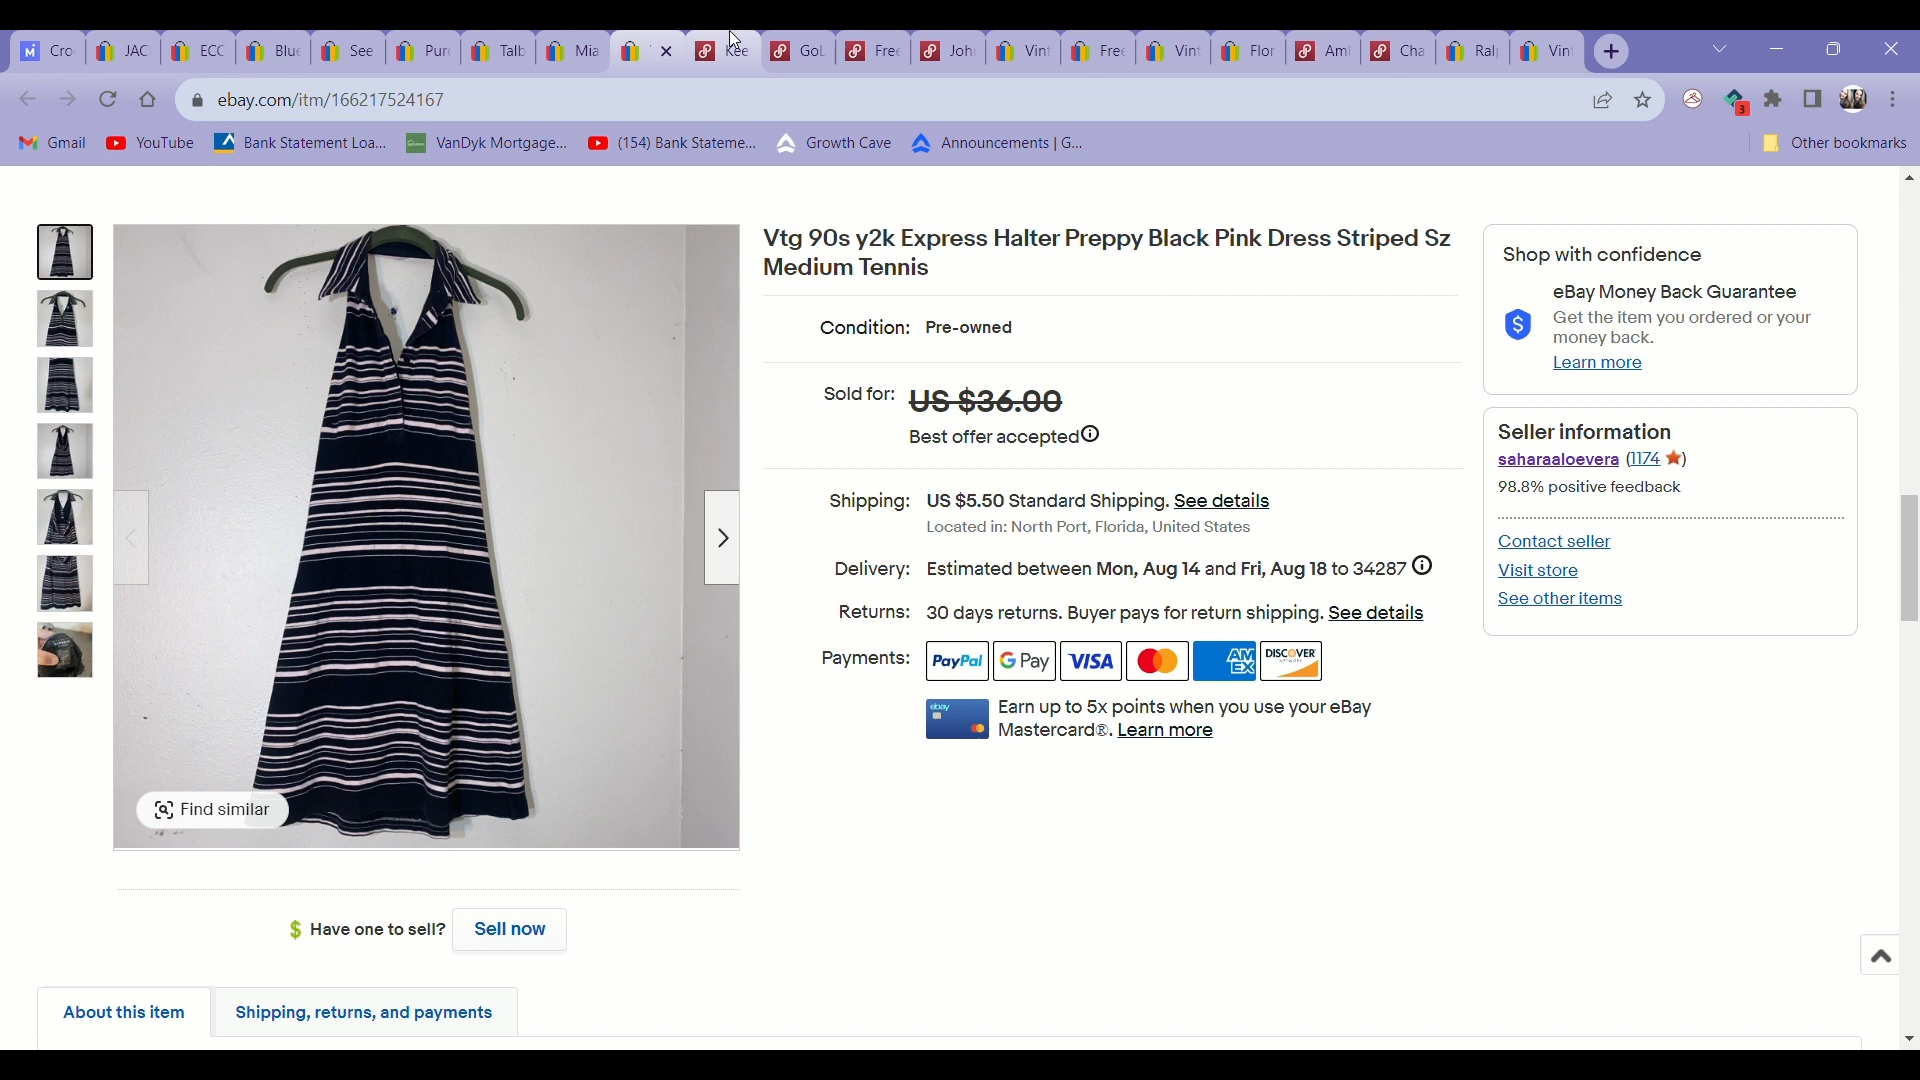 Cro
JAC
ECC
Blue
See
Pure
Talb
Mia
Kee
GoL
Free
Joh
Vint
Free
Vint
Flor
AmI
Cha
Ral
Vint
ebay.com/itm/166217524167
3
Gmail
YouTube
Bank Statement Loa...
VanDyk Mortgage...
(154) Bank Stateme...
Growth Cave
Announcements | G...
Other bookmarks
Vtg 90s y2k Express Halter Preppy Black Pink Dress Striped Sz
Medium Tennis
Condition: Pre-owned
Sold for: US $36.00
Best offer accepted
Shipping: US $5.50 Standard Shipping. See details
Located in: North Port, Florida, United States
Delivery: Estimated between Mon, Aug 14 and Fri, Aug 18 to 34287
Returns: 30 days returns. Buyer pays for return shipping. See details
Payments: PayPal G Pay VISA AM EX DISCOVER
ebay
Earn up to 5x points when you use your eBay
Mastercard®. Learn more
Shop with confidence
eBay Money Back Guarantee
Get the item you ordered or your
money back.
Learn more
Seller information
saharaaloevera (1174)
98.8% positive feedback
Contact seller
Visit store
See other items
Find similar
Have one to sell? Sell now
About this item
Shipping, returns, and payments